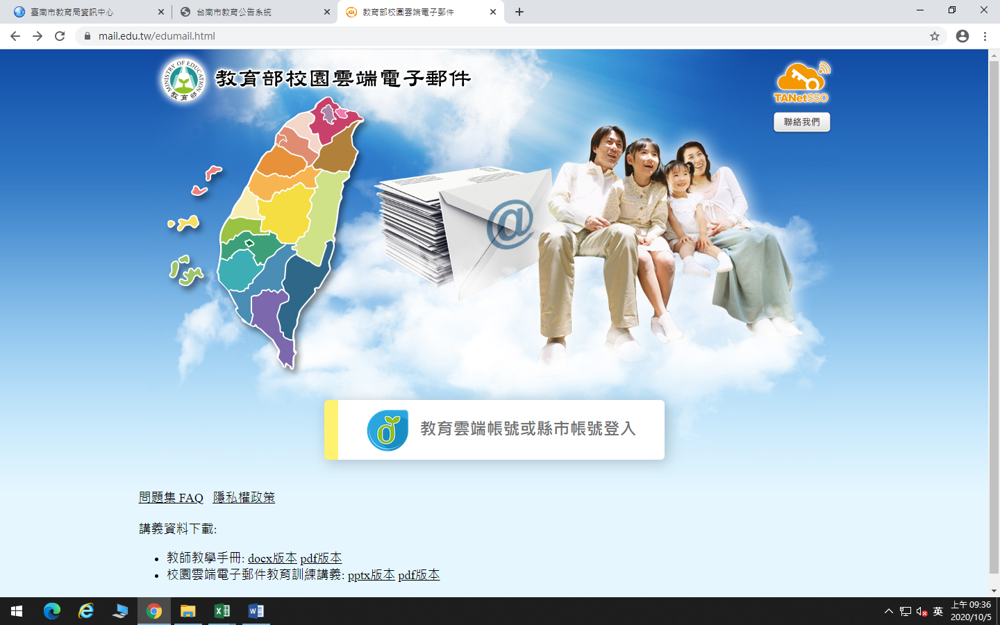 臺南市教育局資訊中心
台南市教育公告系統
教育部校園雲端電子郵件
mail.edu.tw/edumail.html
MINISTRY OF EDUCATION
教育部
教育部校園雲端電子郵件
TANetSSO
聯絡我們
@
教育雲端帳號或縣市帳號登入
問題集 FAQ 隱私權政策
講義資料下載:
• 教師教學手冊: docx版本 pdf版本
• 校園雲端電子郵件教育訓練講義: pptx版本 pdf版本
英
上午 09:36
2020/10/5